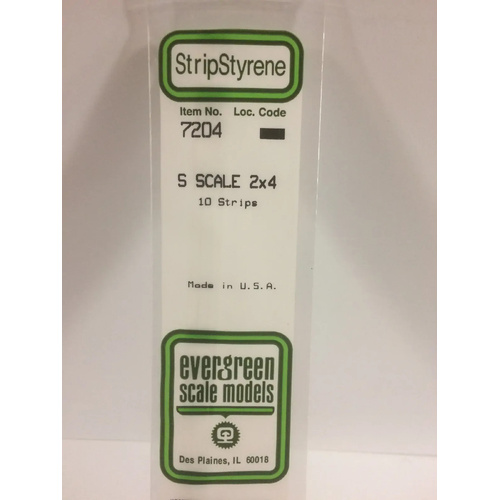 StripStyrene
Item No. Loc. Code
7204
S SCALE 2x4
10 Strips
Made in U.S.A.
evergreen
scale models
Des Plaines, IL 60018